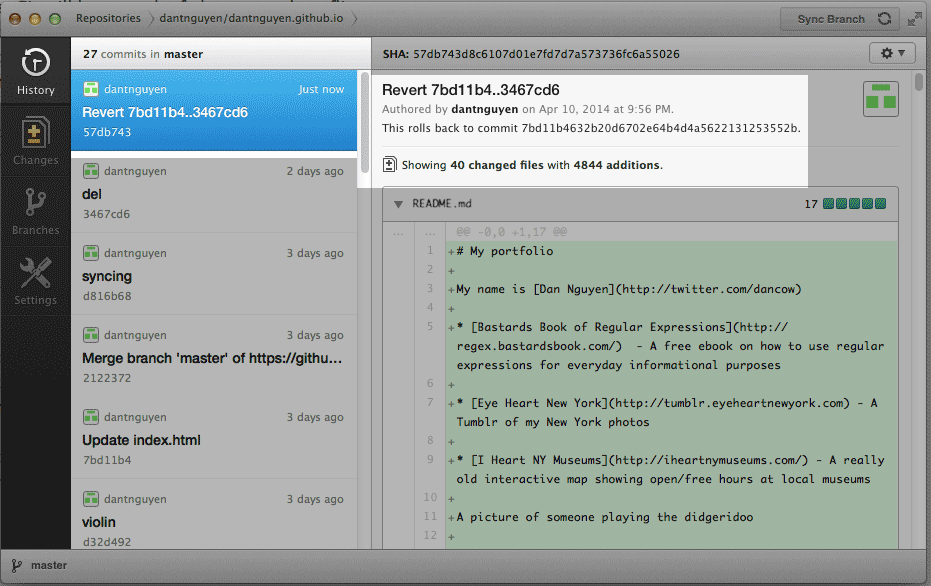 Repositories dantnguyen/dantnguyen.github.io
Sync Branch
History
Changes
Branches
Settings
27 commits in master
dantnguyen Just now
Revert 7bd11b4..3467cd6
57db743
dantnguyen 2 days ago
del
3467cd6
dantnguyen 3 days ago
syncing
d816b68
dantnguyen 3 days ago
Merge branch 'master' of https://githu...
2122372
dantnguyen 3 days ago
Update index.html
7bd11b4
dantnguyen 3 days ago
violin
d32d492
SHA: 57db743d8c6107d01e7fd7d7a573736fc6a55026
Revert 7bd11b4..3467cd6
Authored by dantnguyen on Apr 10, 2014 at 9:56 PM.
This rolls back to commit 7bd11b4632b20d6702e64b4d4a5622131253552b.
Showing 40 changed files with 4844 additions.
README.md 17
... ... @@ -0,0 +1,17 @@
1 +# My portfolio
2 +
3 +My name is [Dan Nguyen](http://twitter.com/dancow)
4 +
5 +* [Bastards Book of Regular Expressions](http://
regex.bastardsbook.com/) - A free ebook on how to use regular
expressions for everyday informational purposes
6 +
7 +* [Eye Heart New York](http://tumblr.eyeheartnewyork.com) - A
Tumblr of my New York photos
8 +
9 +* [I Heart NY Museums](http://iheartnymuseums.com/) - A really
old interactive map showing open/free hours at local museums
10 +
11 +A picture of someone playing the didgeridoo
12 +
master